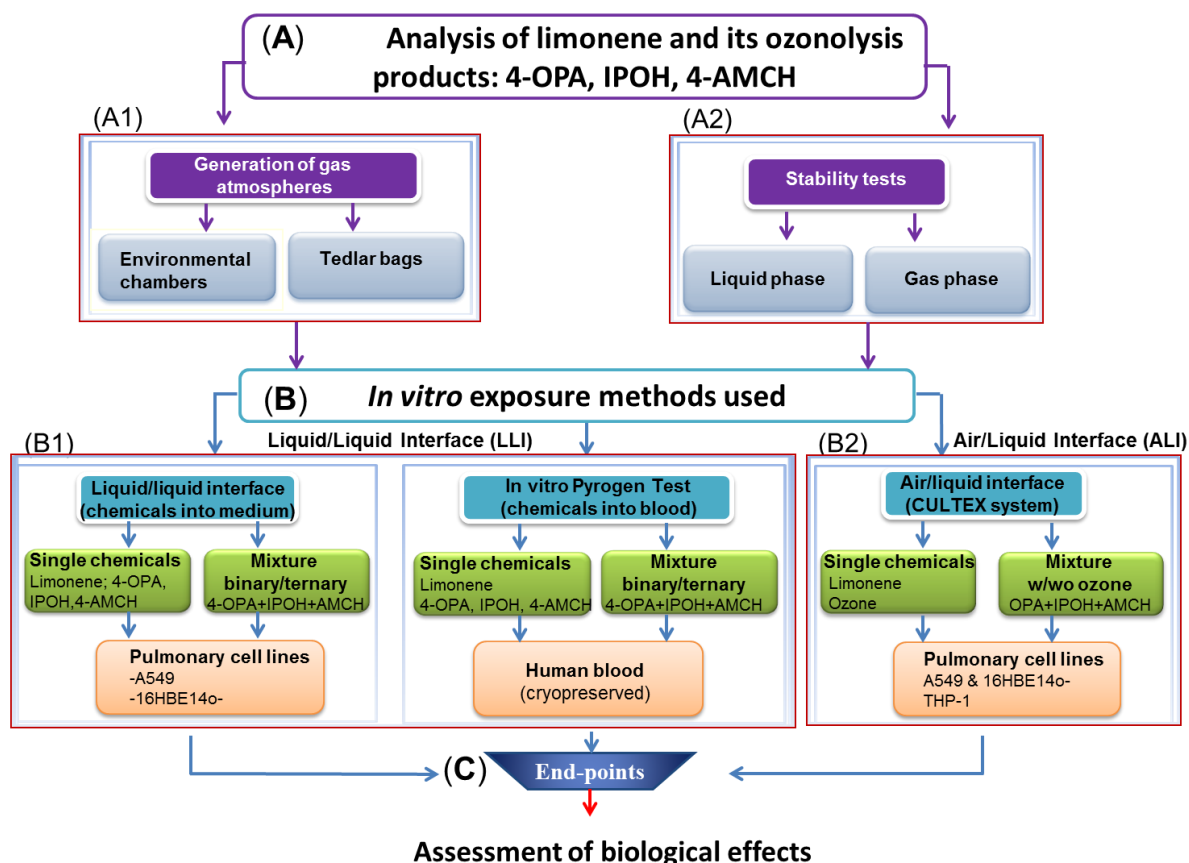 (A) Analysis of limonene and its ozonolysis
products: 4-OPA, IPOH, 4-AMCH
(A1)
Generation of gas
atmospheres
Environmental
chambers
Tedlar bags
(A2)
Stability tests
Liquid phase
Gas phase
(B) In vitro exposure methods used
Liquid/Liquid Interface (LLI)
(B1)
Liquid/liquid interface
(chemicals into medium)
Single chemicals
Limonene; 4-OPA,
IPOH,4-AMCH
Mixture
binary/ternary
4-OPA+IPOH+AMCH
Pulmonary cell lines
-A549
-16HBE14o-
In vitro Pyrogen Test
(chemicals into blood)
Single chemicals
Limonene
4-OPA, IPOH, 4-AMCH
Mixture
binary/ternary
4-OPA+IPOH+AMCH
Human blood
(cryopreserved)
Air/Liquid Interface (ALI)
(B2)
Air/liquid interface
(CULTEX system)
Single chemicals
Limonene
Ozone
Mixture
w/wo ozone
OPA+IPOH+AMCH
Pulmonary cell lines
A549 & 16HBE14o-
THP-1
(C) End-points
Assessment of biological effects